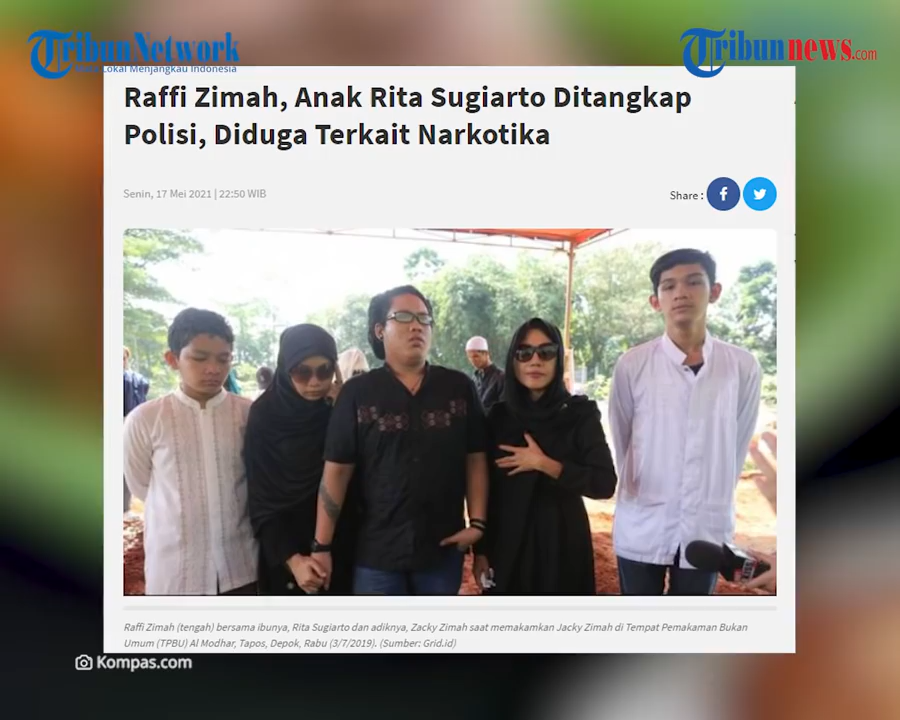 Tribun Network
Lokal Menjangkau Indonesia
Tribunnews.com
Raffi Zimah, Anak Rita Sugiarto Ditangkap
Polisi, Diduga Terkait Narkotika
Senin, 17 Mei 2021 | 22:50 WIB
Share :
Raffi Zimah (tengah) bersama ibunya, Rita Sugiarto dan adiknya, Zacky Zimah saat memakamkan Jacky Zimah di Tempat Pemakaman Bukan
Umum (TPBU) Al Modhar, Tapos, Depok, Rabu (3/7/2019). (Sumber: Grid.id)
Kompas.com